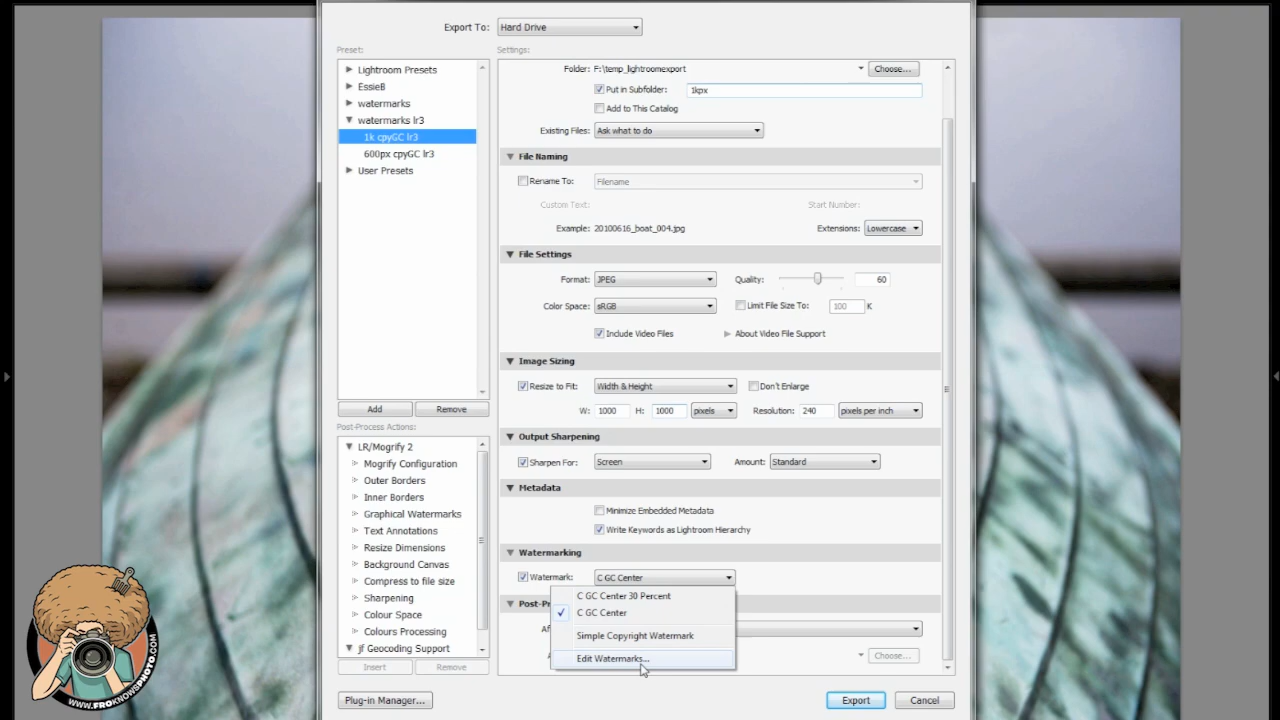 Export To: Hard Drive
Preset:
Settings:
Lightroom Presets
EssieB
watermarks
watermarks lr3
1k cpyGC lr3
600px cpyGC lr3
User Presets
Add Remove
Post-Process Actions:
LR/Mogrify 2
Mogrify Configuration
Outer Borders
Inner Borders
Graphical Watermarks
Text Annotations
Resize Dimensions
Background Canvas
Compress to file size
Sharpening
Colour Space
Colours Processing
jf Geocoding Support
Insert Remove
Plug-in Manager...
Folder: F:\temp_lightroomexport Choose...
Put in Subfolder: 1kpx
Add to This Catalog
Existing Files: Ask what to do
File Naming
Rename To: Filename
Custom Text: Start Number:
Example: 20100616_boat_004.jpg Extensions: Lowercase
File Settings
Format: JPEG Quality: 60
Color Space: sRGB Limit File Size To: 100 K
Include Video Files About Video File Support
Image Sizing
Resize to Fit: Width & Height Don't Enlarge
W: 1000 H: 1000 pixels Resolution: 240 pixels per inch
Output Sharpening
Sharpen For: Screen Amount: Standard
Metadata
Minimize Embedded Metadata
Write Keywords as Lightroom Hierarchy
Watermarking
Watermark: C GC Center
C GC Center 30 Percent
Post-Pr
C GC Center
Af
Simple Copyright Watermark
A
Edit Watermarks...
Choose...
Export Cancel
WWW.FROKNOWSPHOTO.COM